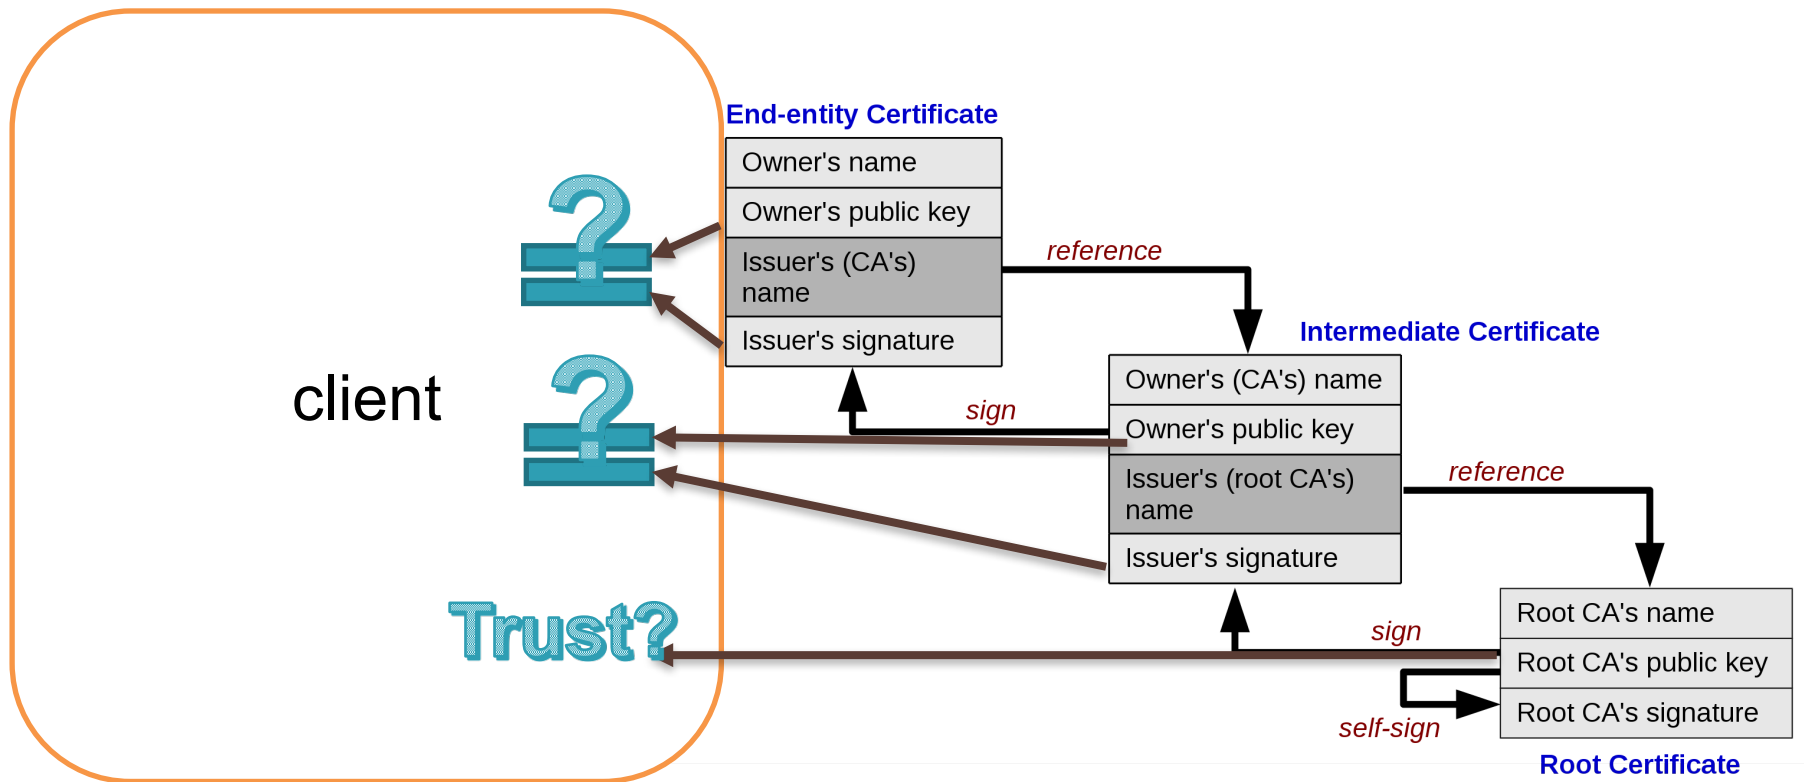 End-entity Certificate
Owner's name
Owner's public key
Issuer's (CA's)
name
Issuer's signature
reference
?
?
client
sign
Intermediate Certificate
Owner's (CA's) name
Owner's public key
Issuer's (root CA's)
name
Issuer's signature
reference
Trust?
sign
self-sign
Root CA's name
Root CA's public key
Root CA's signature
Root Certificate